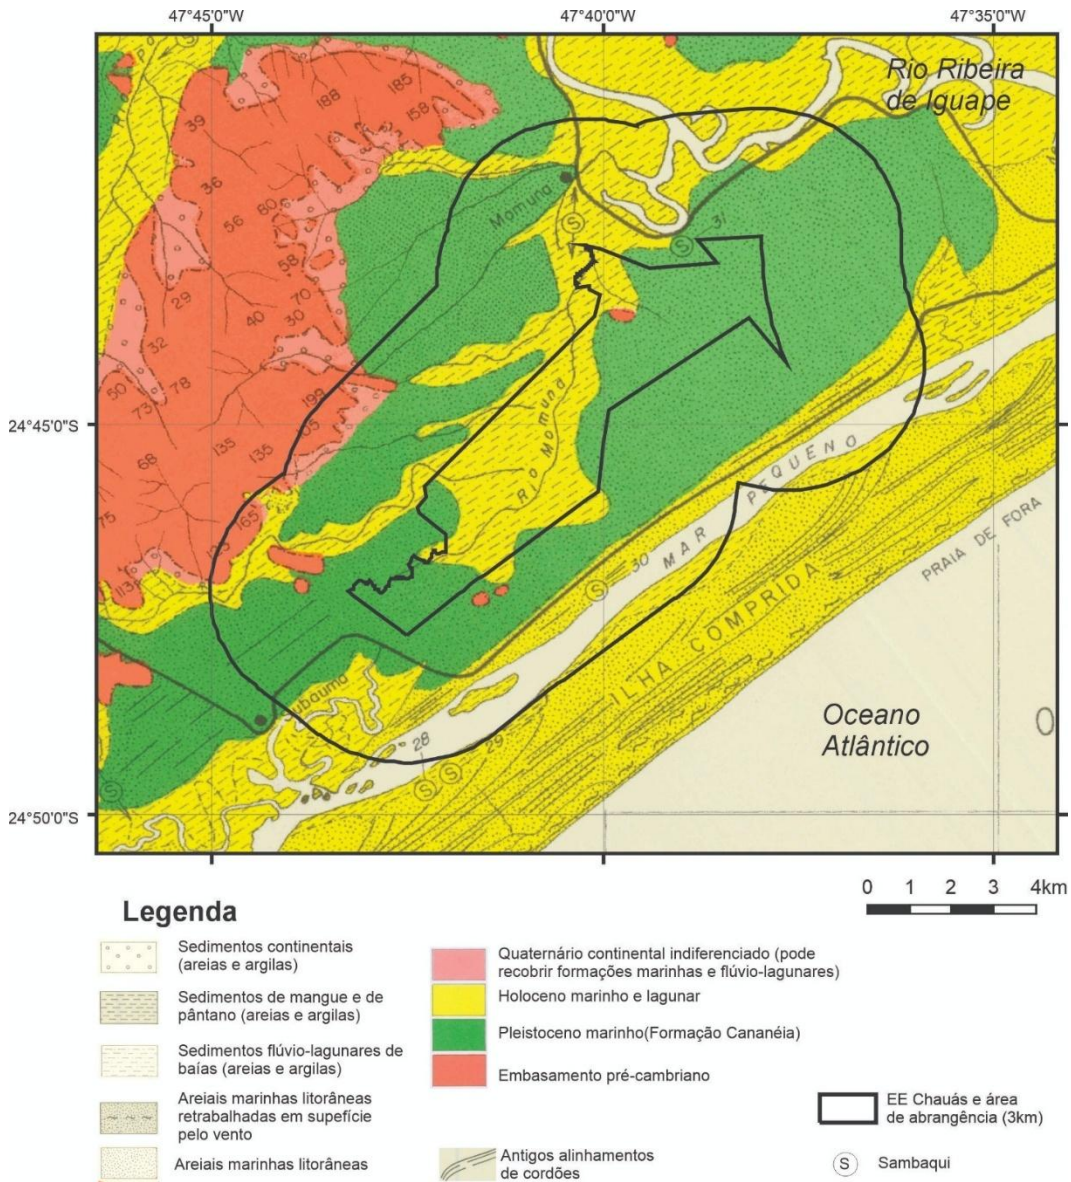 47°45'0"W
47°40'0"W
47°35'0"W
Rio Ribeira
de Iguape
188
185
158
39
36
56
80
58
29
70
40
30
32
50
73
78
199
135
135
68
75
165
Momuna
S
31
S
RIO Momuna
24°45'0"S
MAR PEQUENO
PRAIA DE FORA
30
S
ILHA COMPRIDA
Subauma
28
29
S
S
S
Oceano
Atlântico
O
24°50'0"S
0 1 2 3 4km
Legenda
Sedimentos continentais
(areias e argilas)
Sedimentos de mangue e de
pântano (areias e argilas)
Sedimentos flúvio-lagunares de
baías (areias e argilas)
Areiais marinhas litorâneas
retrabalhadas em supefície
pelo vento
Areiais marinhas litorâneas
Quaternário continental indiferenciado (pode
recobrir formações marinhas e flúvio-lagunares)
Holoceno marinho e lagunar
Pleistoceno marinho(Formação Cananéia)
Embasamento pré-cambriano
Antigos alinhamentos
de cordões
EE Chauás e área
de abrangência (3km)
S Sambaqui